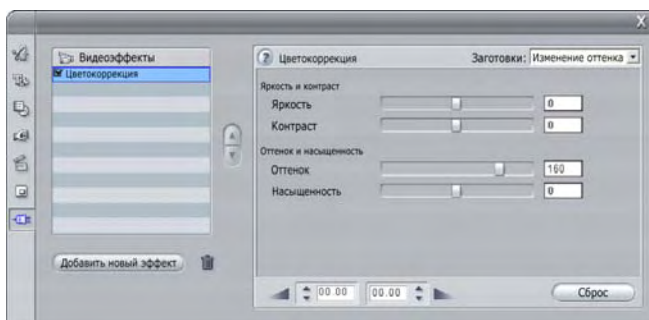 X
Видеоэффекты
Цветокоррекция
Добавить новый эффект
? Цветокоррекция Заготовки: Изменение оттенка
Яркость и контраст
Яркость 0
Контраст 0
Оттенок и насыщенность
Оттенок 160
Насыщенность 0
00.00 00.00 Сброс